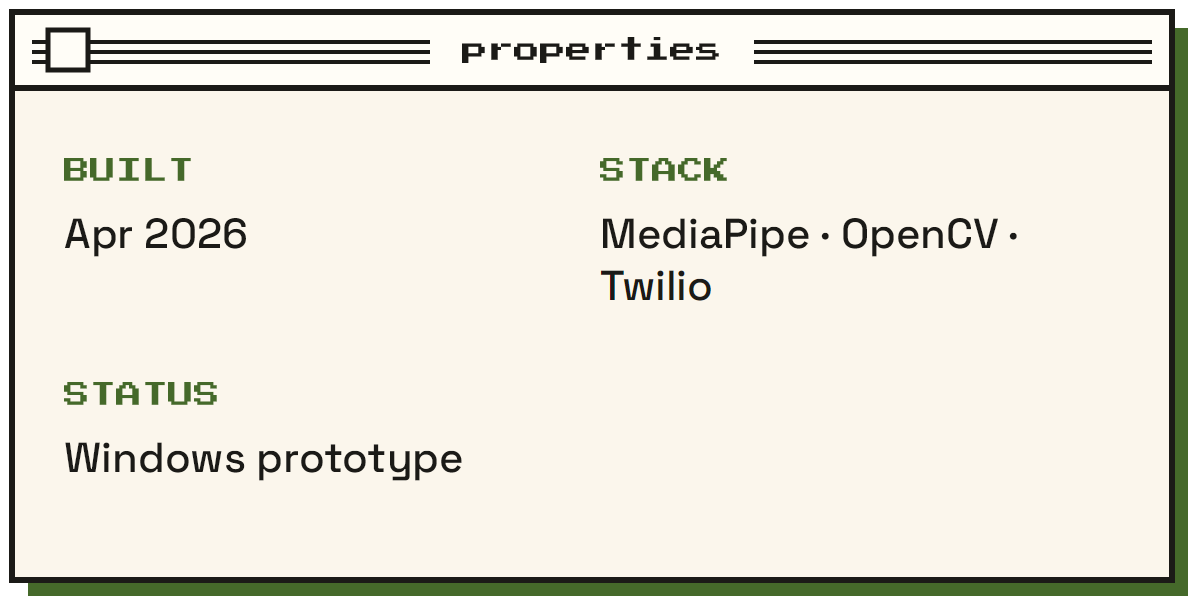 properties
BUILT
Apr 2026
STACK
MediaPipe · OpenCV ·
Twilio
STATUS
Windows prototype